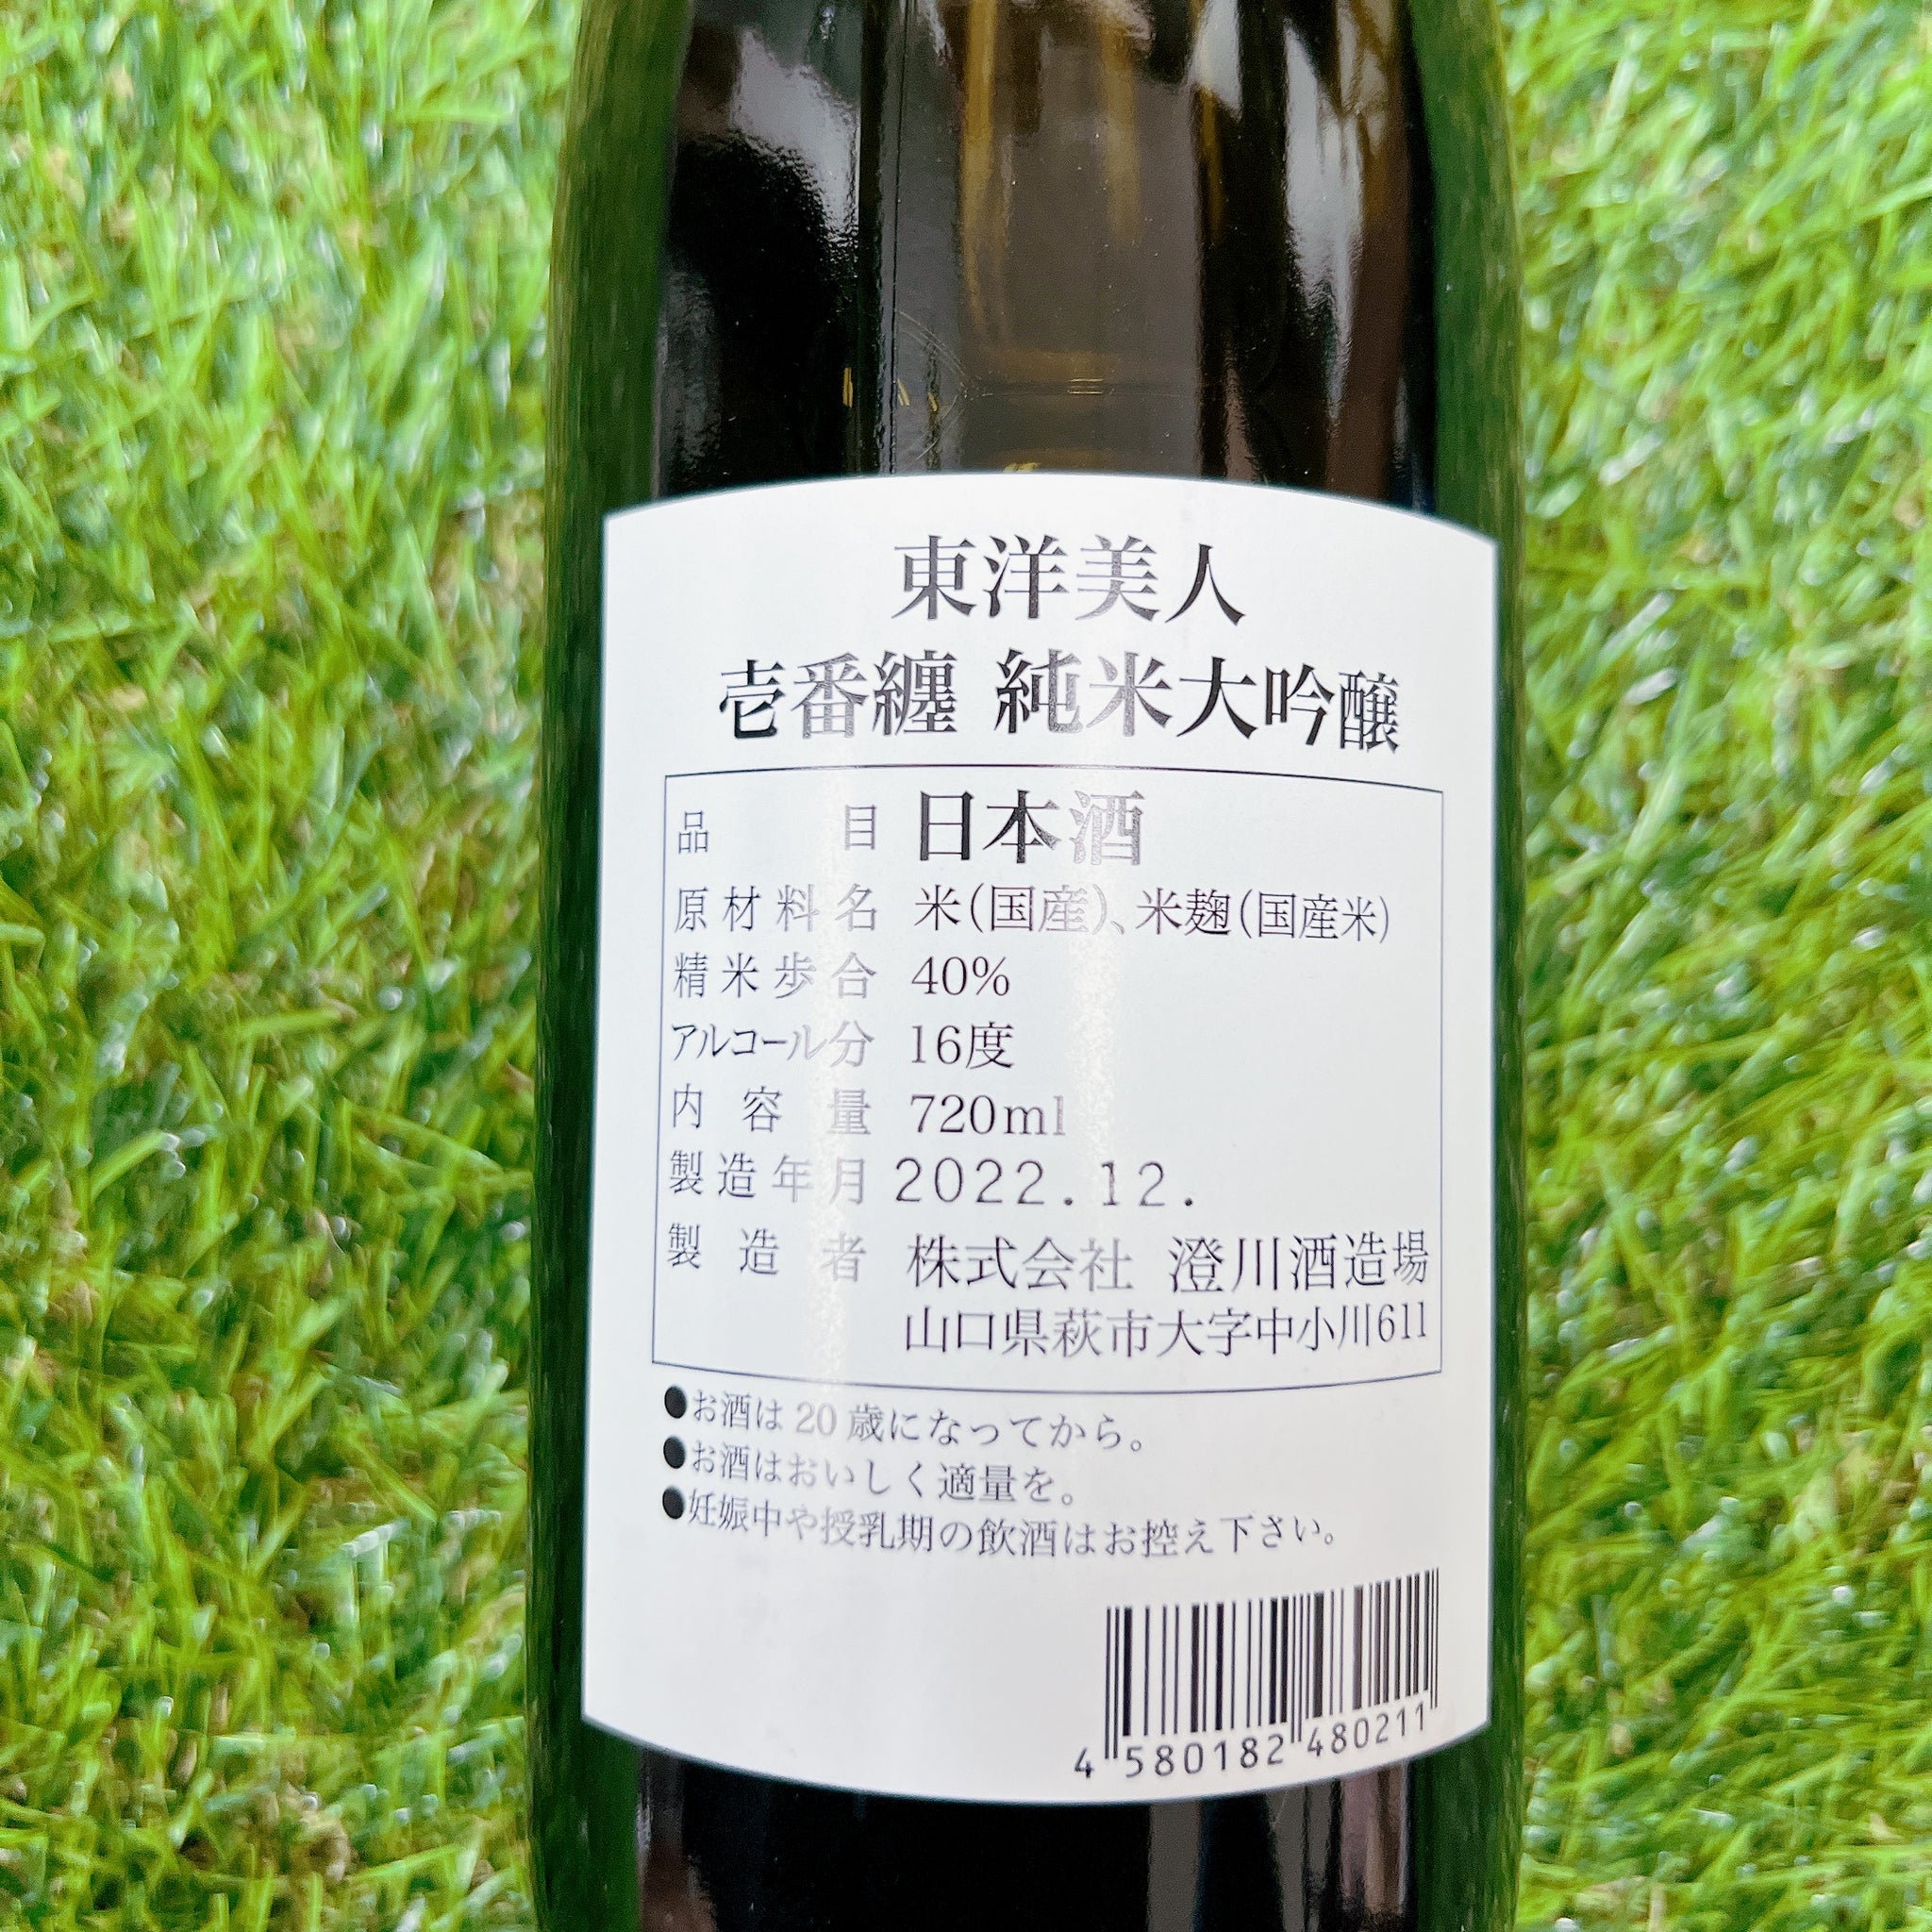 東洋美人
壱番纏 純米大吟醸
品目 日本酒
原材料名 米(国産)、米麹(国産米)
精米歩合 40%
アルコール分 16度
内容量 720ml
製造年月 2022.12.
製造者 株式会社 澄川酒造場
山口県萩市大字中小川611
●お酒は20歳になってから。
●お酒はおいしく適量を。
●妊娠中や授乳期の飲酒はお控え下さい。
4 580182 480211